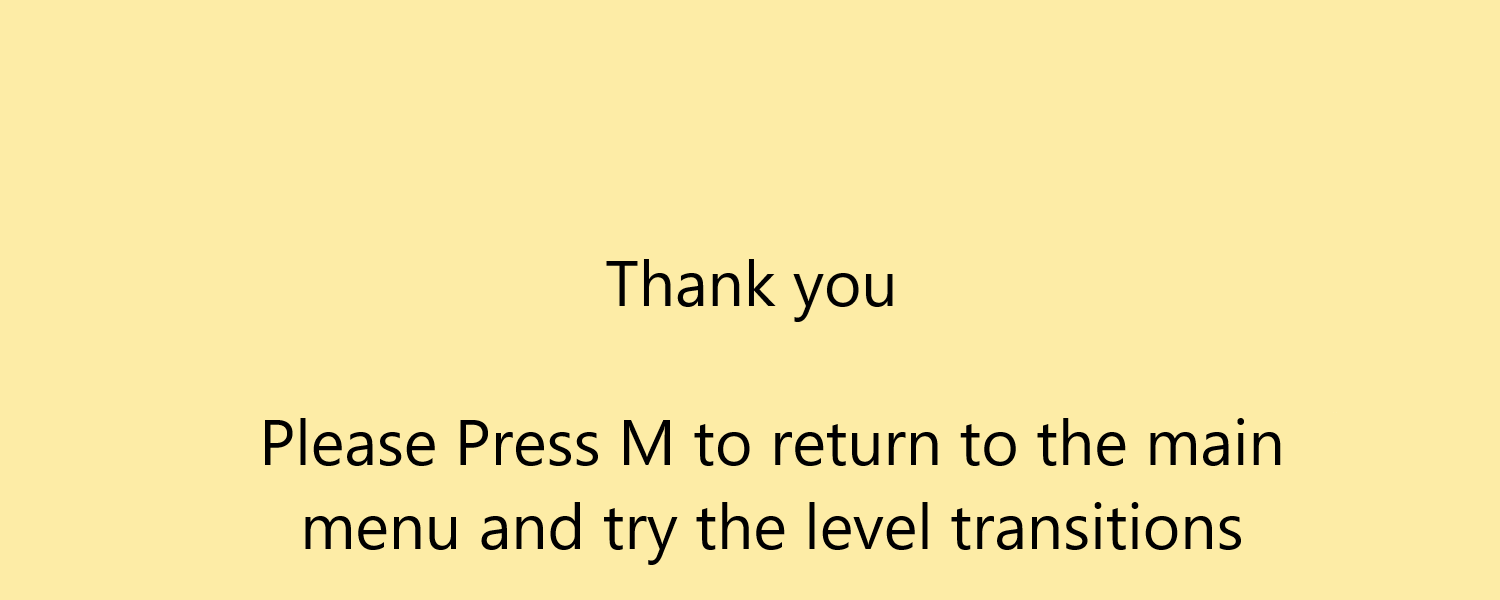 Thank you
Please Press M to return to the main
menu and try the level transitions